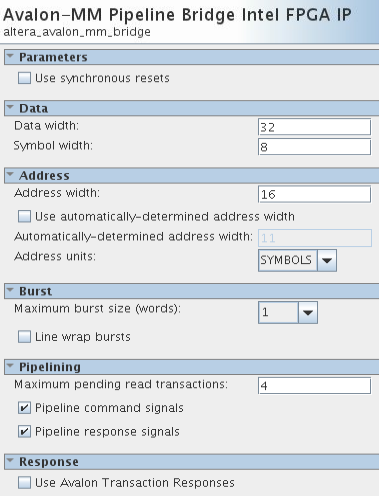 Avalon-MM Pipeline Bridge Intel FPGA IP
altera_avalon_mm_bridge
Parameters
Use synchronous resets
Data
Data width: 32
Symbol width: 8
Address
Address width: 16
Use automatically-determined address width
Automatically-determined address width: 11
Address units: SYMBOLS
Burst
Maximum burst size (words): 1
Line wrap bursts
Pipelining
Maximum pending read transactions: 4
Pipeline command signals
Pipeline response signals
Response
Use Avalon Transaction Responses